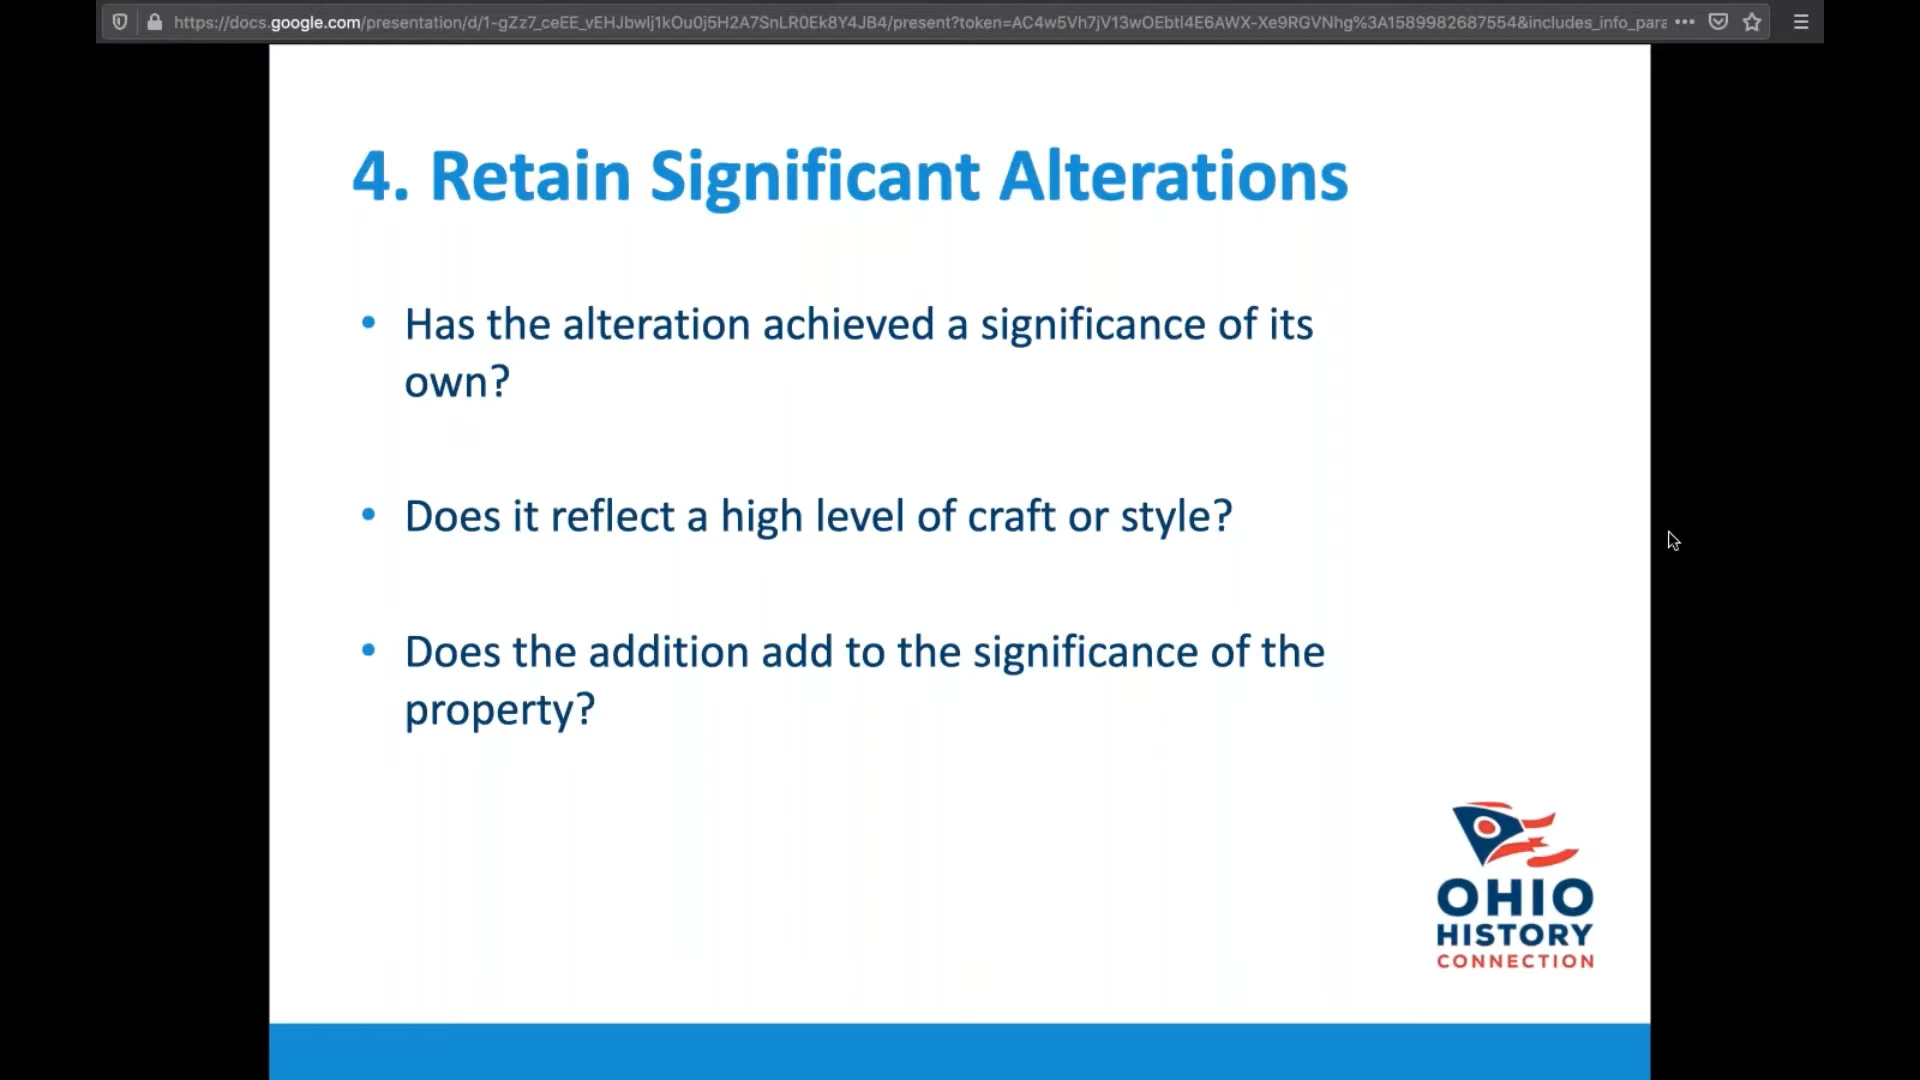 https://docs.google.com/presentation/d/1-gZz7_ceEE_vEHJbwlj1kOu0j5H2A7SnLR0Ek8Y4JB4/present?token=AC4w5Vh7jV13wOEbtl4E6AWX-Xe9RGVNhg%3A1589982687554&includes_info_para
4. Retain Significant Alterations
• Has the alteration achieved a significance of its
own?
• Does it reflect a high level of craft or style?
• Does the addition add to the significance of the
property?
OHIO
HISTORY
CONNECTION